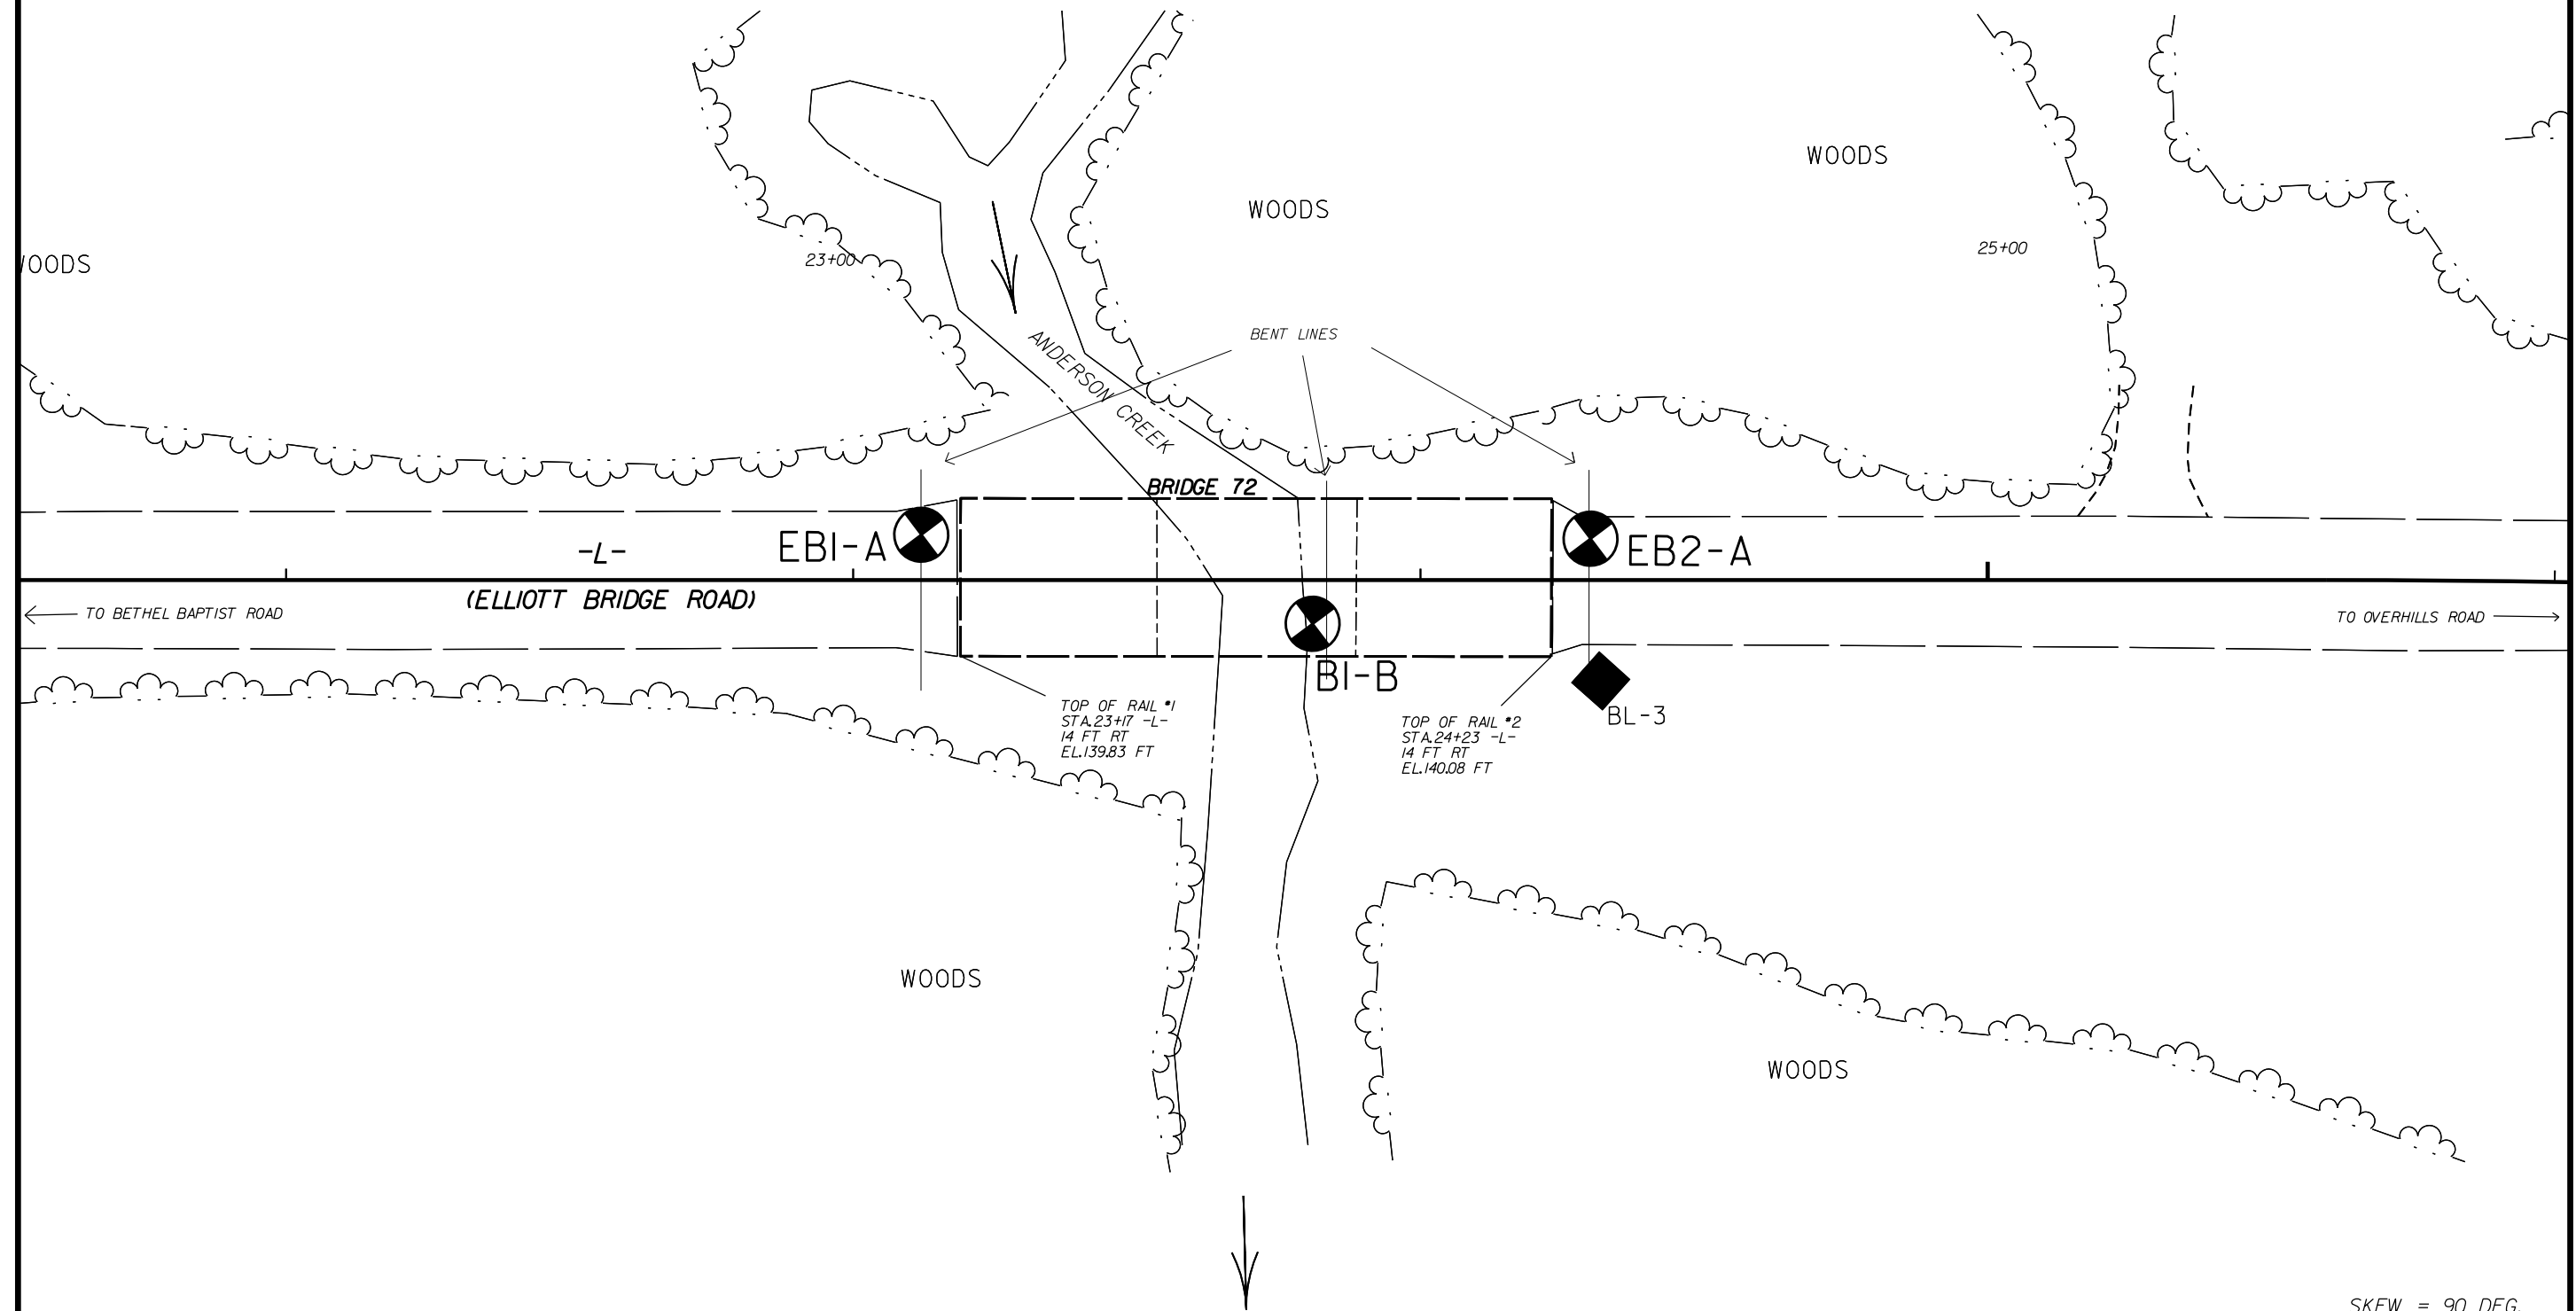 WOODS
WOODS
25+00
23+00
BENT LINES
ANDERSON CREEK
BRIDGE 72
-L-
EB1-A
EB2-A
(ELLIOTT BRIDGE ROAD)
TO BETHEL BAPTIST ROAD
TO OVERHILLS ROAD
B1-B
TOP OF RAIL #1
STA. 23+17 -L-
14 FT RT
EL. 139.83 FT
TOP OF RAIL #2
STA. 24+23 -L-
14 FT RT
EL. 140.08 FT
BL-3
WOODS
WOODS
SKEW = 90 DEG.